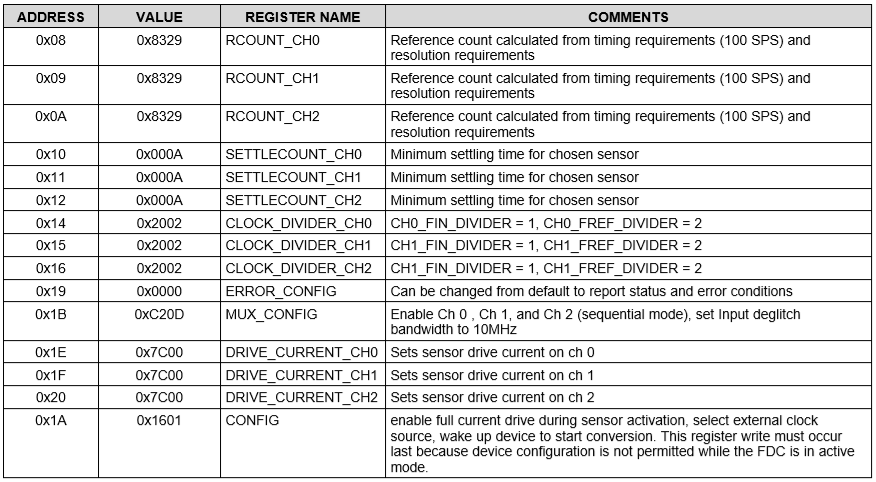 ADDRESS VALUE REGISTER NAME COMMENTS
0x08 0x8329 RCOUNT_CH0 Reference count calculated from timing requirements (100 SPS) and
resolution requirements
0x09 0x8329 RCOUNT_CH1 Reference count calculated from timing requirements (100 SPS) and
resolution requirements
0x0A 0x8329 RCOUNT_CH2 Reference count calculated from timing requirements (100 SPS) and
resolution requirements
0x10 0x000A SETTLECOUNT_CH0 Minimum settling time for chosen sensor
0x11 0x000A SETTLECOUNT_CH1 Minimum settling time for chosen sensor
0x12 0x000A SETTLECOUNT_CH2 Minimum settling time for chosen sensor
0x14 0x2002 CLOCK_DIVIDER_CH0 CH0_FIN_DIVIDER = 1, CH0_FREF_DIVIDER = 2
0x15 0x2002 CLOCK_DIVIDER_CH1 CH1_FIN_DIVIDER = 1, CH1_FREF_DIVIDER = 2
0x16 0x2002 CLOCK_DIVIDER_CH2 CH1_FIN_DIVIDER = 1, CH1_FREF_DIVIDER = 2
0x19 0x0000 ERROR_CONFIG Can be changed from default to report status and error conditions
0x1B 0xC20D MUX_CONFIG Enable Ch 0 , Ch 1, and Ch 2 (sequential mode), set Input deglitch
bandwidth to 10MHz
0x1E 0x7C00 DRIVE_CURRENT_CH0 Sets sensor drive current on ch 0
0x1F 0x7C00 DRIVE_CURRENT_CH1 Sets sensor drive current on ch 1
0x20 0x7C00 DRIVE_CURRENT_CH2 Sets sensor drive current on ch 2
0x1A 0x1601 CONFIG enable full current drive during sensor activation, select external clock
source, wake up device to start conversion. This register write must occur
last because device configuration is not permitted while the FDC is in active
mode.